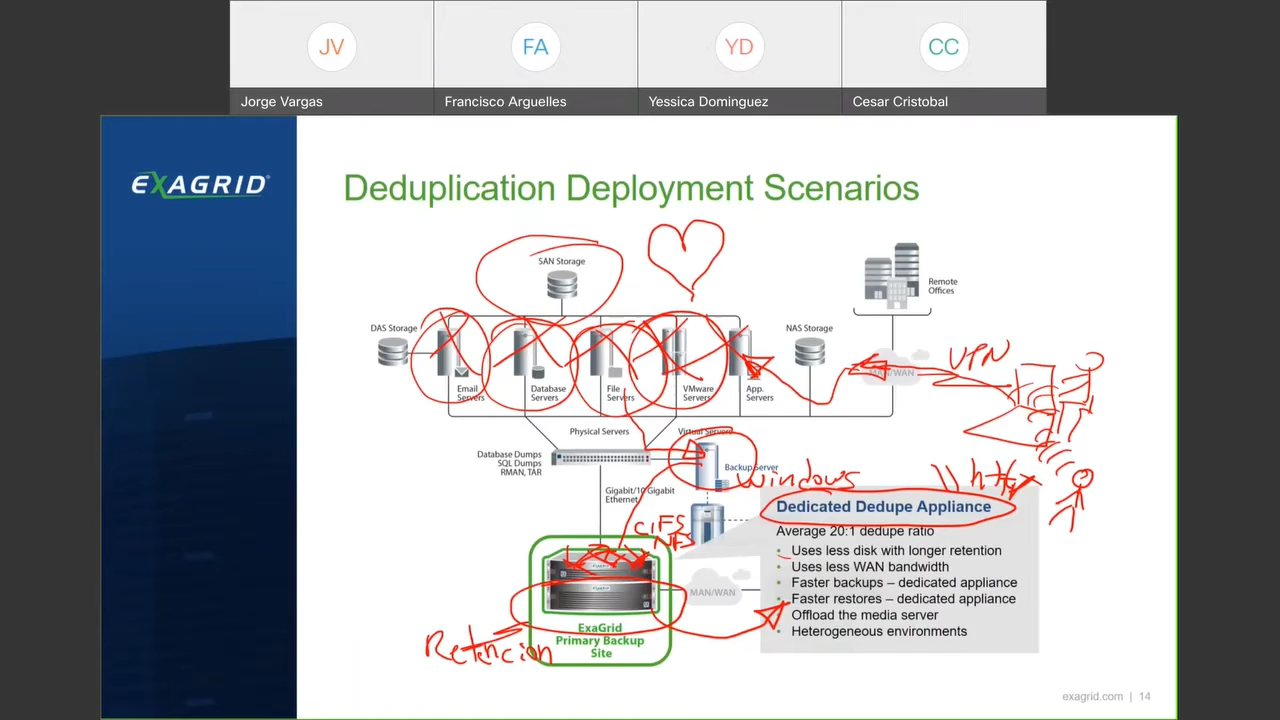 JV
FA
YD
CC
Jorge Vargas
Francisco Arguelles
Yessica Dominguez
Cesar Cristobal
EXAGRID
Deduplication Deployment Scenarios
SAN Storage
Remote
Offices
DAS Storage
NAS Storage
MAN/WAN
VPN
Email
Servers
Database
Servers
File
Servers
VMware
Servers
App.
Servers
Physical Servers
Virtual Servers
Database Dumps
SQL Dumps
RMAN, TAR
Backup Server
Windows
Gigabit/10 Gigabit
Ethernet
CIFS
NFS
Dedicated Dedupe Appliance
Average 20:1 dedupe ratio
• Uses less disk with longer retention
• Uses less WAN bandwidth
• Faster backups – dedicated appliance
• Faster restores – dedicated appliance
• Offload the media server
• Heterogeneous environments
MAN/WAN
ExaGrid
Primary Backup
Site
Retencion
exagrid.com | 14